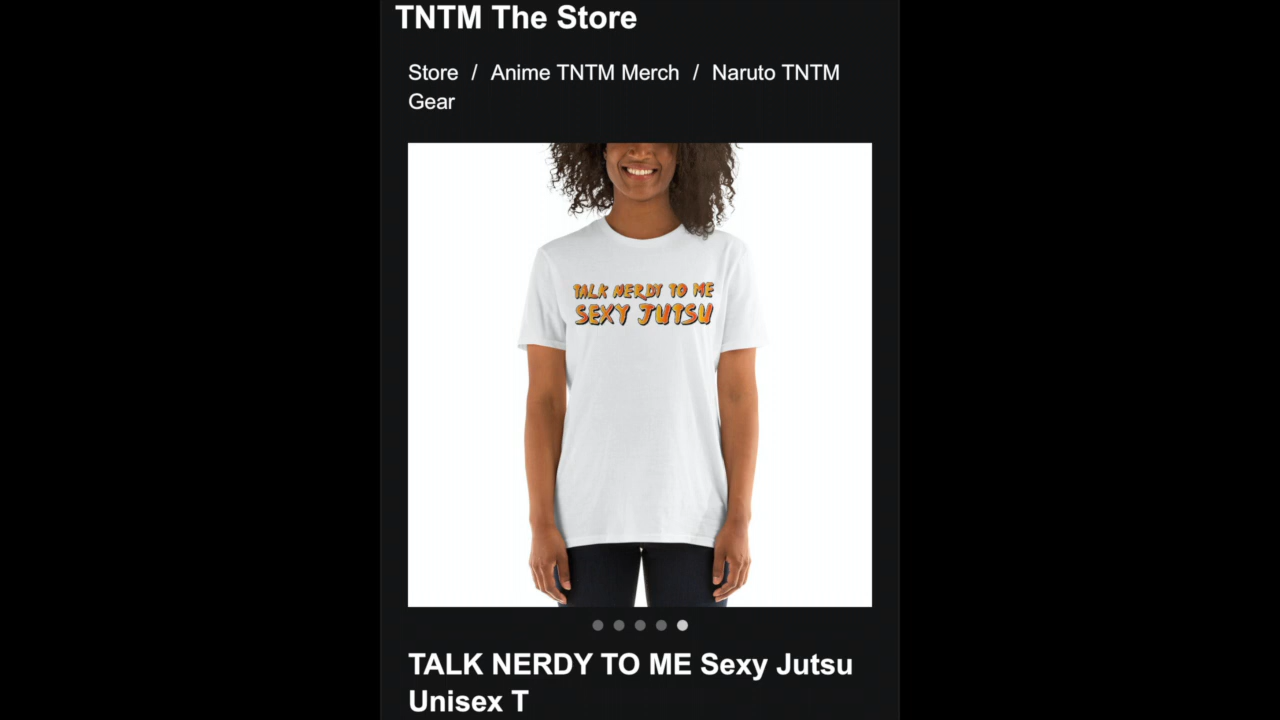 TNTM The Store
Store / Anime TNTM Merch / Naruto TNTM
Gear
TALK NERDY TO ME
SEXY JUTSU
TALK NERDY TO ME Sexy Jutsu
Unisex T